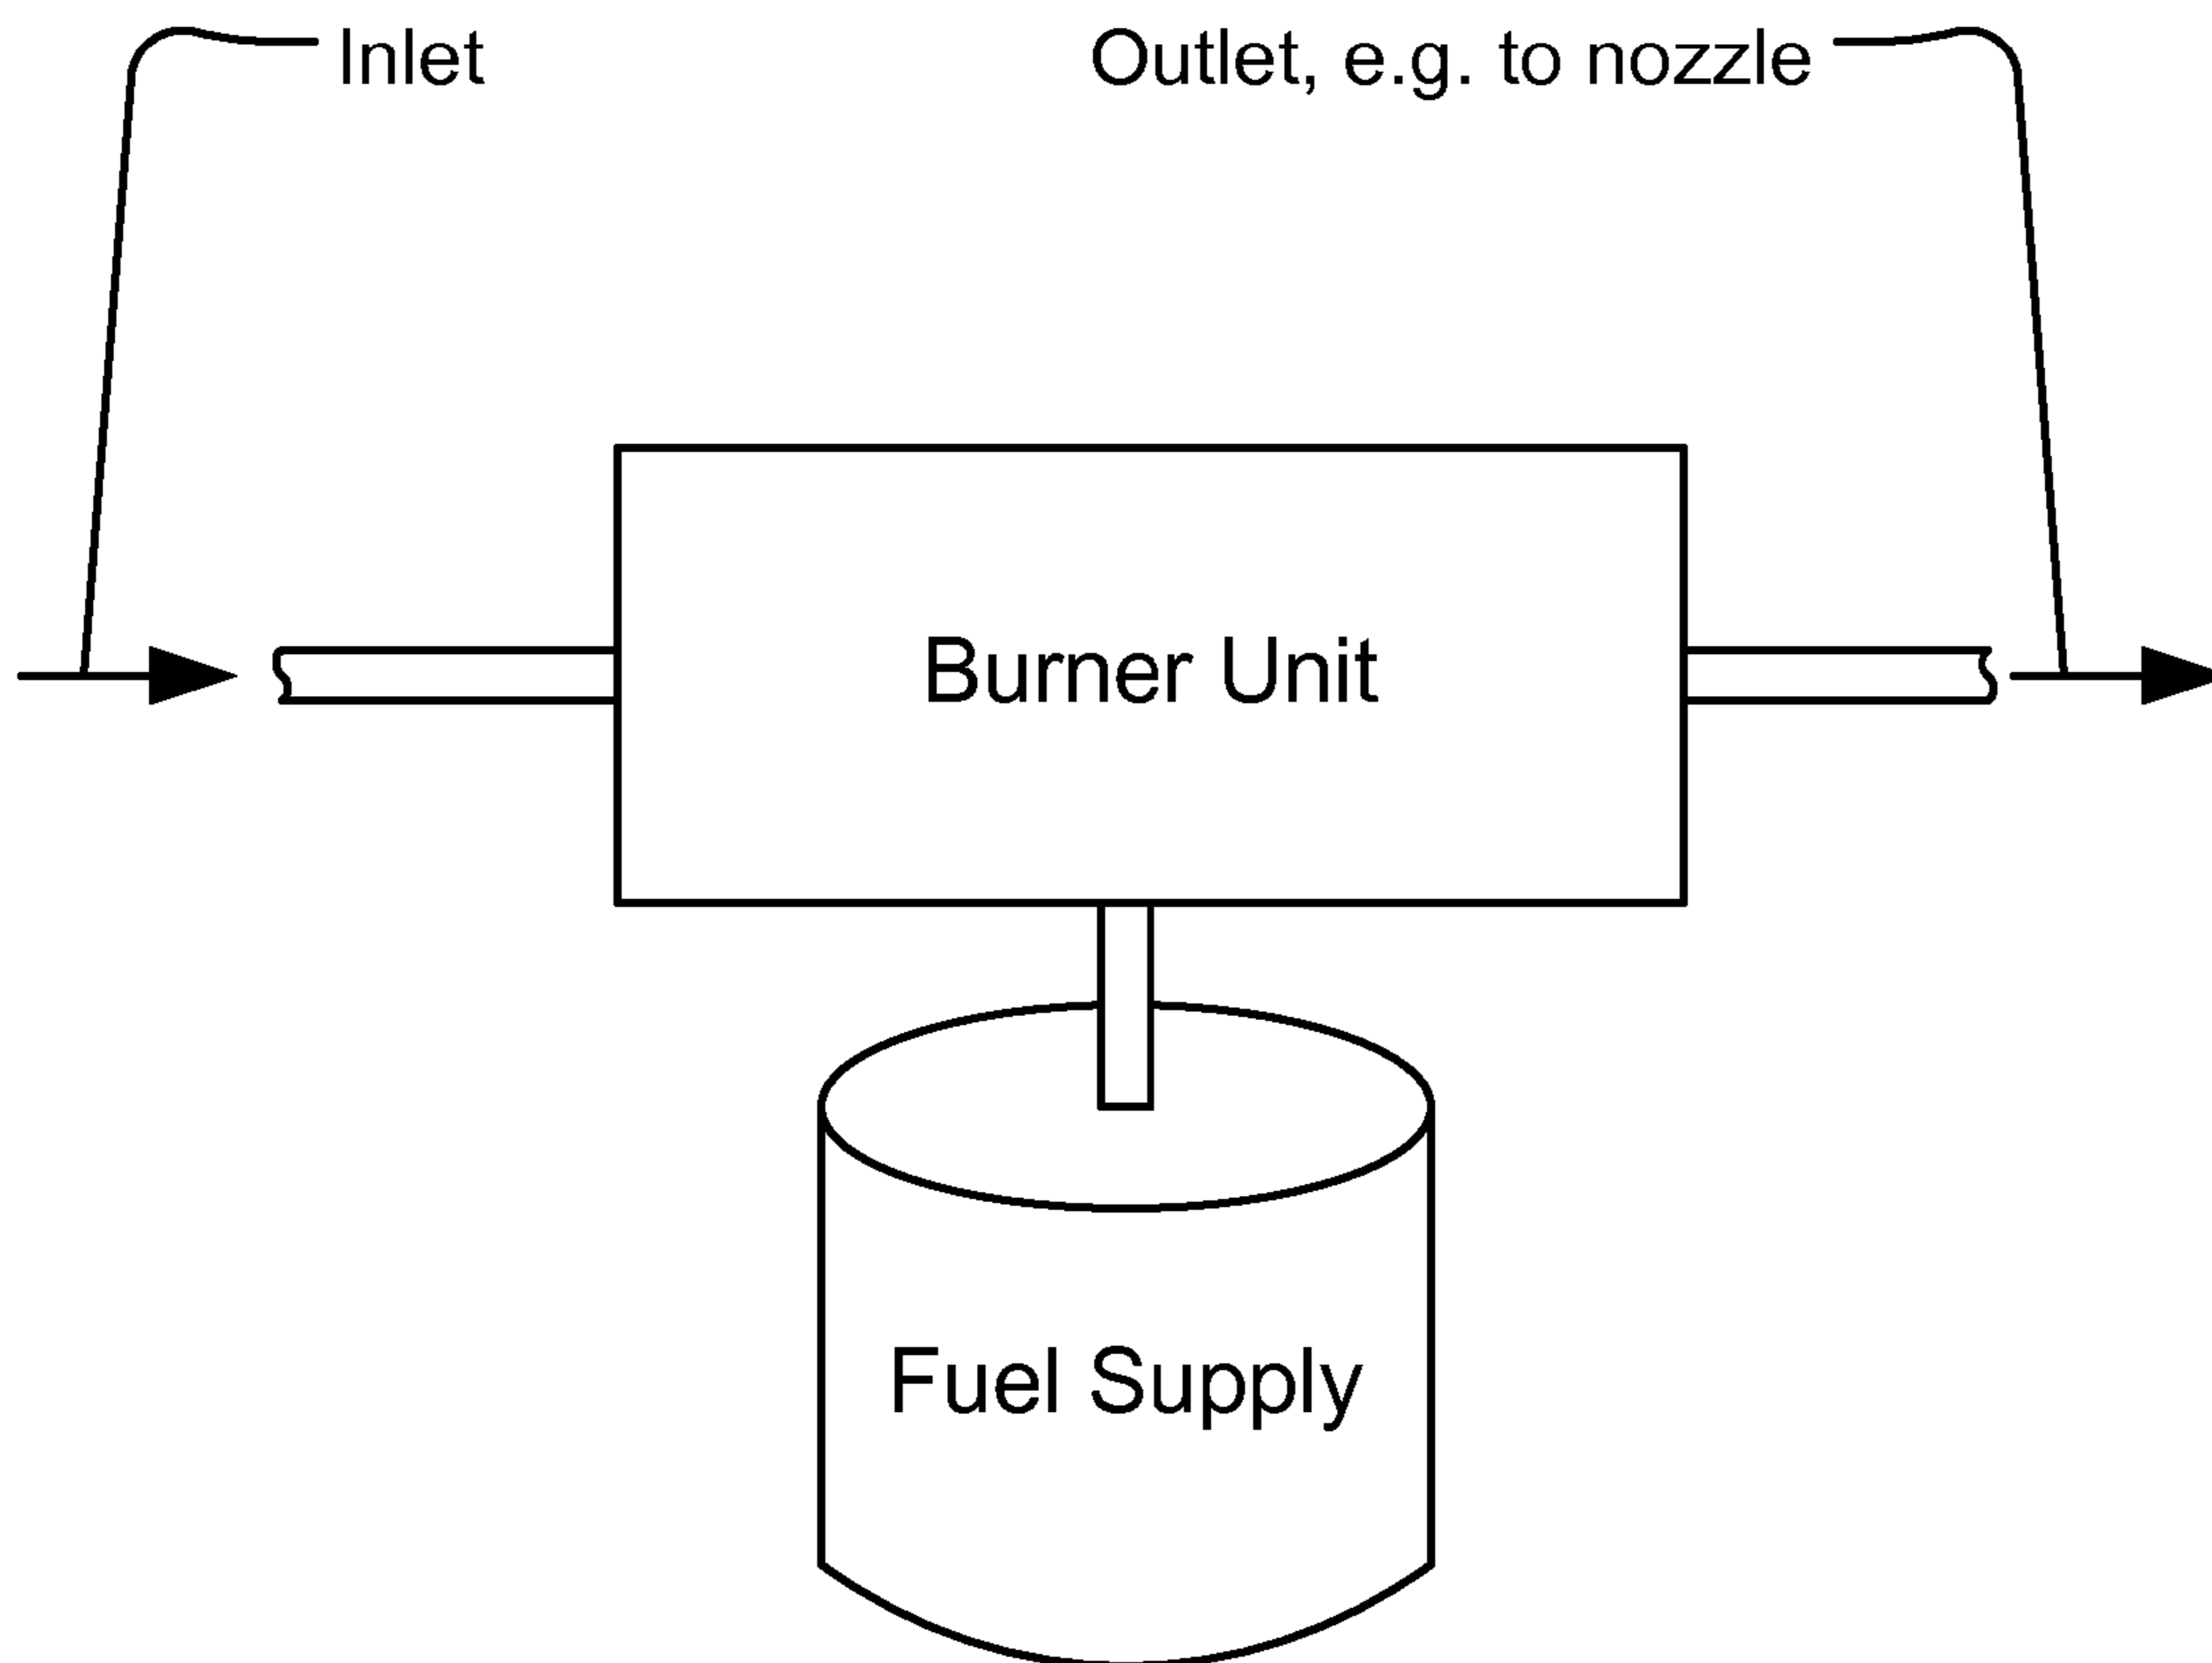 Inlet
Outlet, e.g. to nozzle
Burner Unit
Fuel Supply